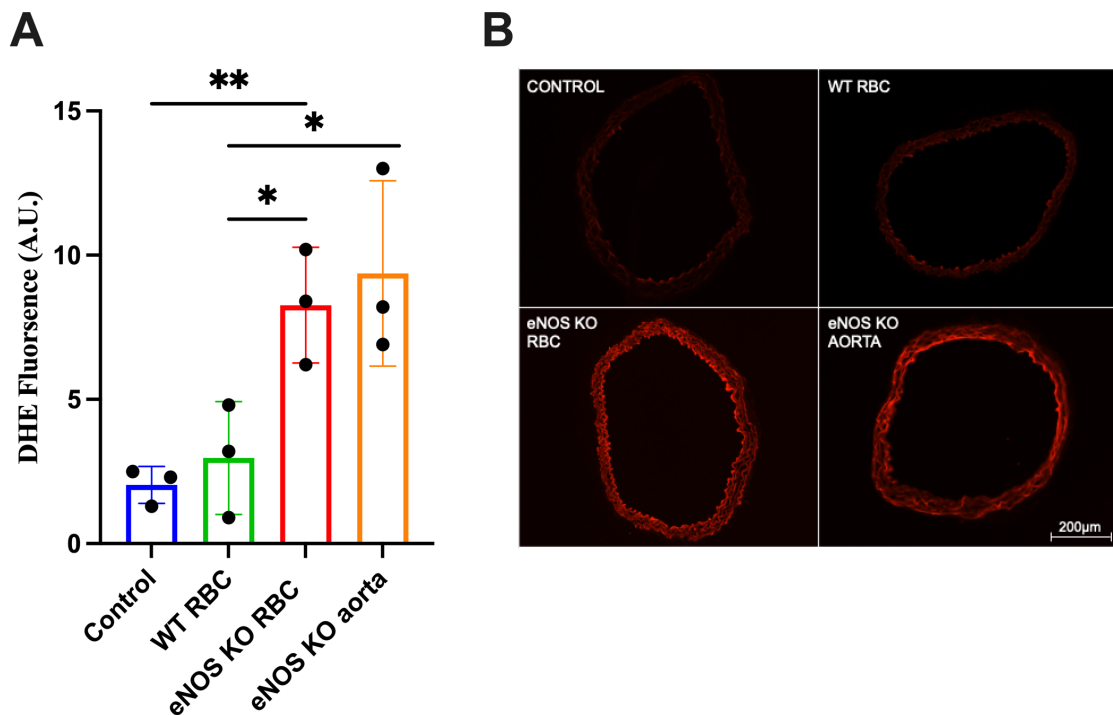 A
**
*
*
15
10
5
0
DHE Fluorsence (A.U.)
Control
WT RBC
eNOS KO RBC
eNOS KO aorta
B
CONTROL
WT RBC
eNOS KO
RBC
eNOS KO
AORTA
200µm